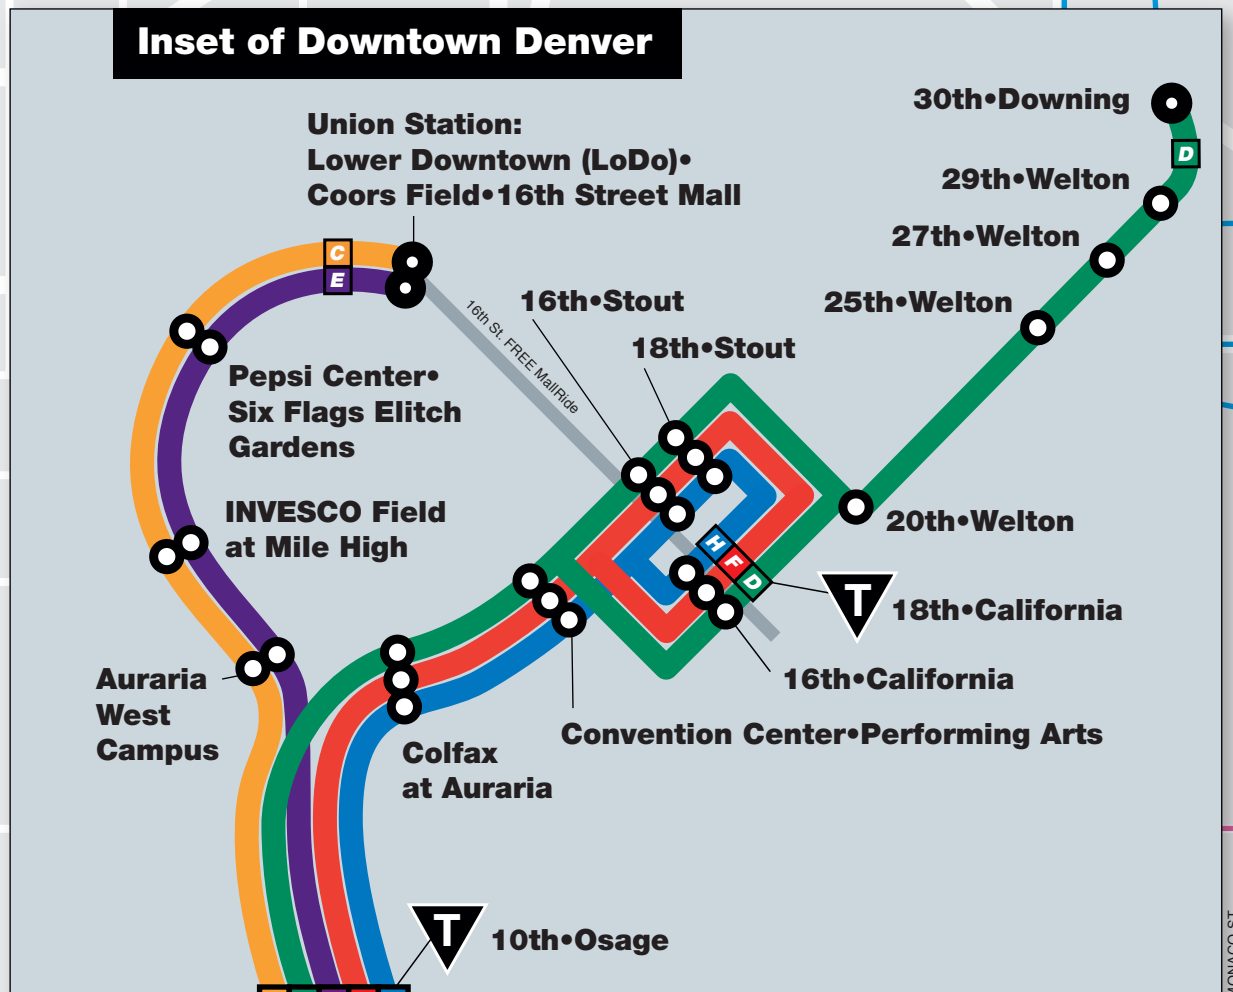 Inset of Downtown Denver
Union Station:
Lower Downtown (LoDo)•
Coors Field•16th Street Mall
30th•Downing
D
29th•Welton
27th•Welton
25th•Welton
C
E
16th St. FREE MallRide
16th•Stout
18th•Stout
Pepsi Center•
Six Flags Elitch
Gardens
INVESCO Field
at Mile High
20th•Welton
H
F
D
T
18th•California
16th•California
Auraria
West
Campus
Convention Center•Performing Arts
Colfax
at Auraria
T
10th•Osage
MONACO ST